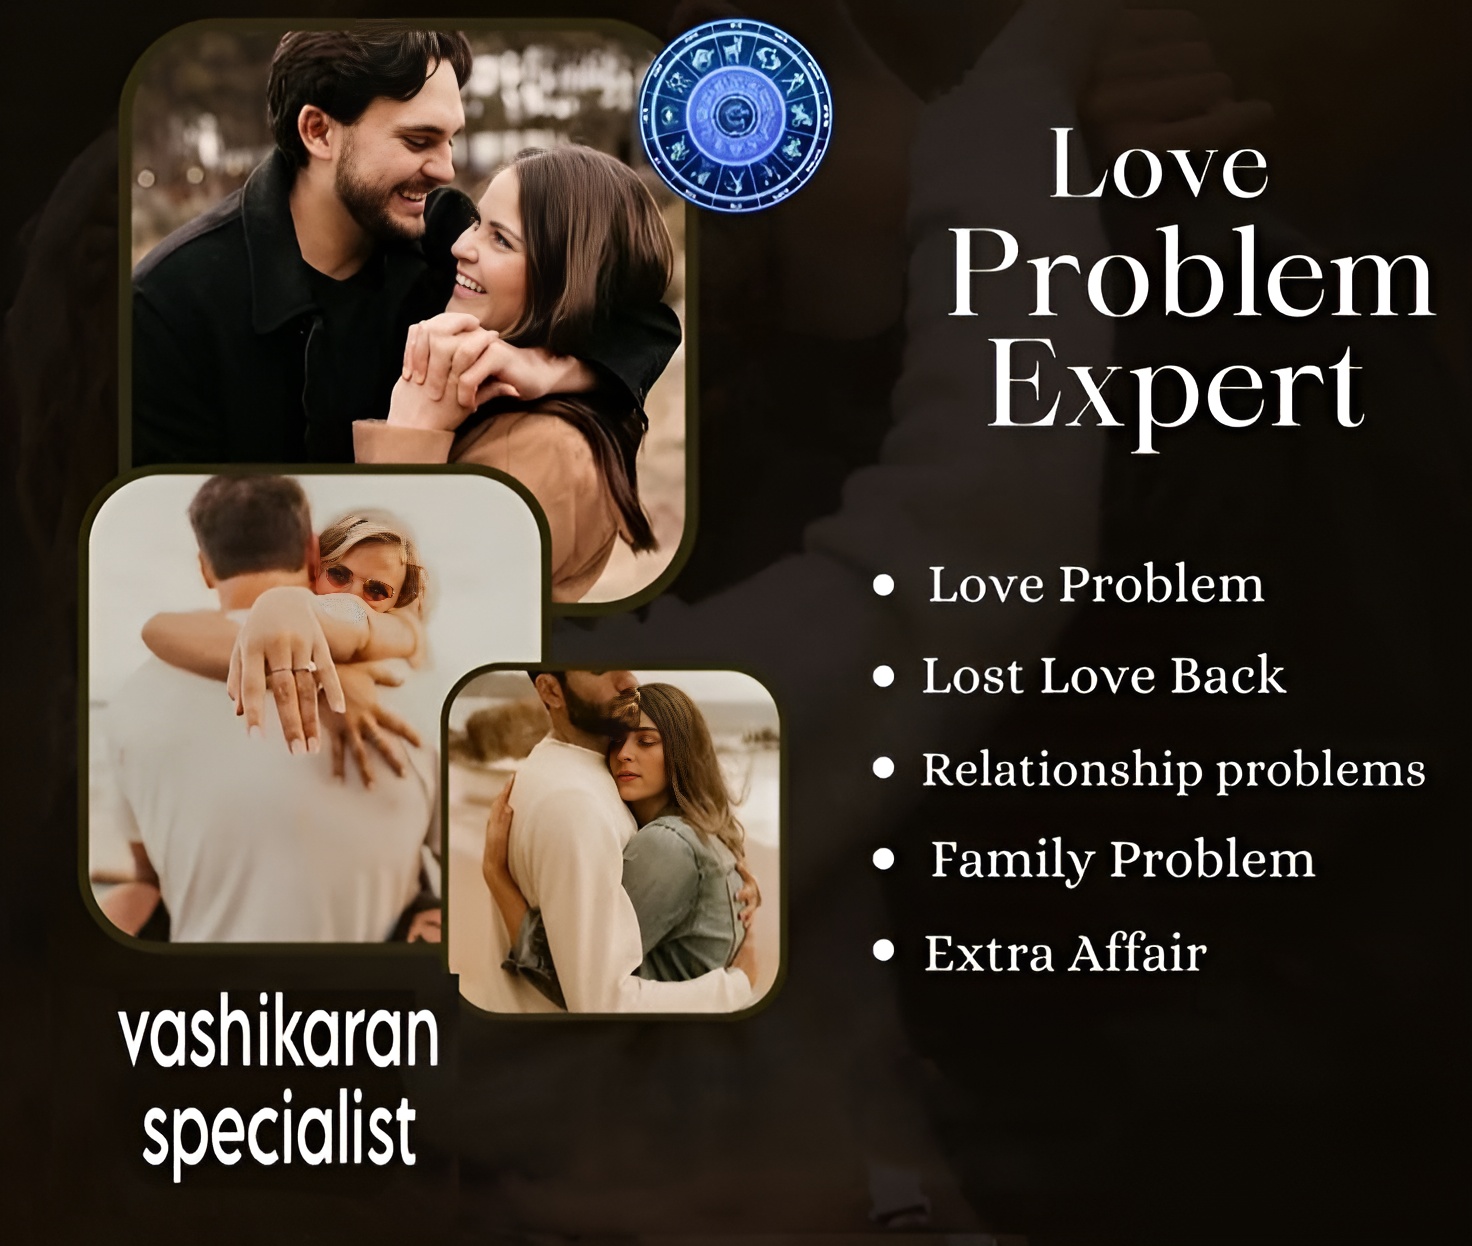 Love
Problem
Expert
Love Problem
Lost Love Back
Relationship problems
Family Problem
Extra Affair
vashikaran
specialist